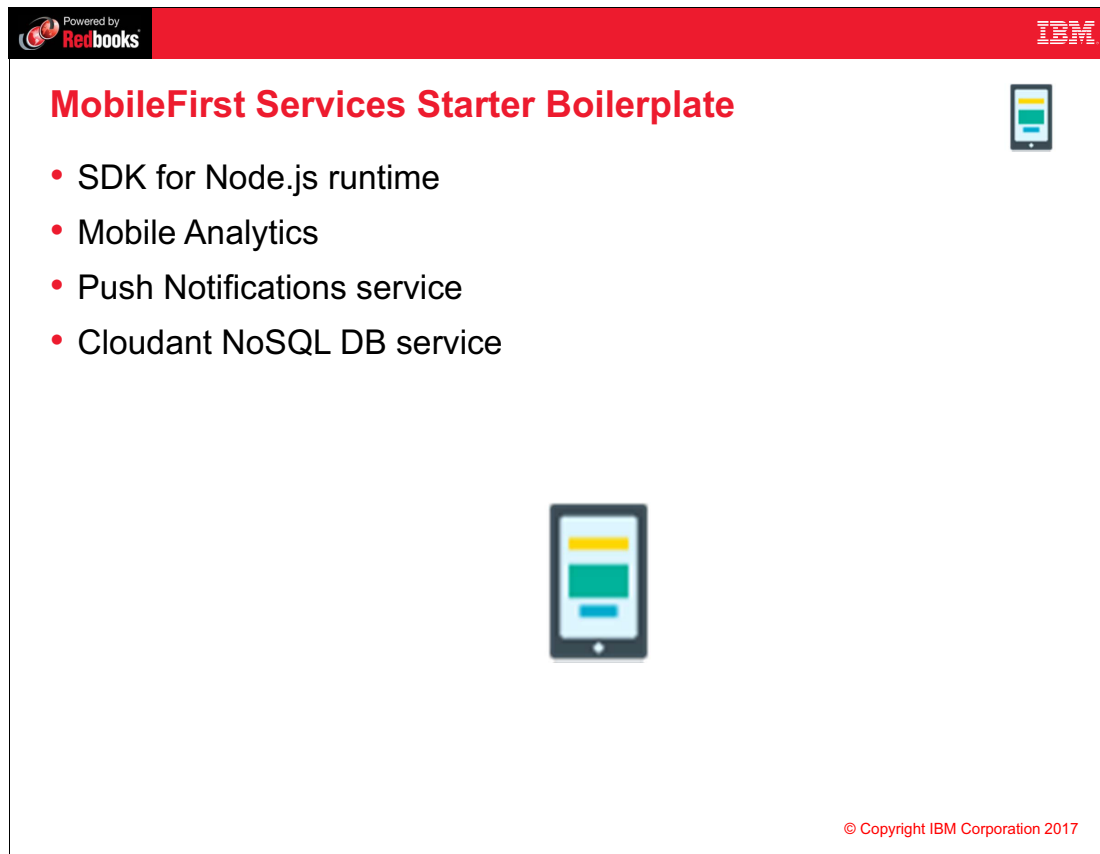 Powered by
Redbooks
IBM
MobileFirst Services Starter Boilerplate
• SDK for Node.js runtime
• Mobile Analytics
• Push Notifications service
• Cloudant NoSQL DB service
© Copyright IBM Corporation 2017